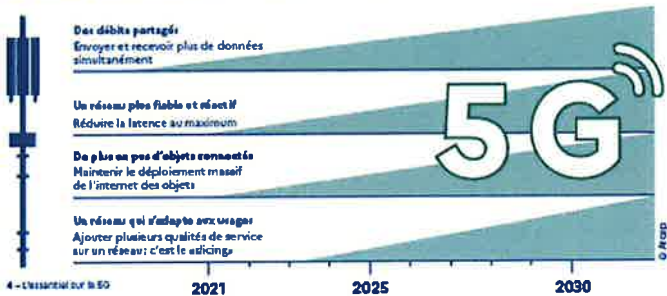 Des débits partagés
Envoyer et recevoir plus de données
simultanément
Un réseau plus fiable et réactif
Réduire la latence au maximum
De plus en pus d'objets connectés
Maintenir le déploiement massif
de l'internet des objets
Un réseau qui s'adapte aux usages
Ajouter plusieurs qualités de service
sur un réseau : c'est le «slicing»
5G
2021
2025
2030
4 – L'essentiel sur la 5G
© Arcep